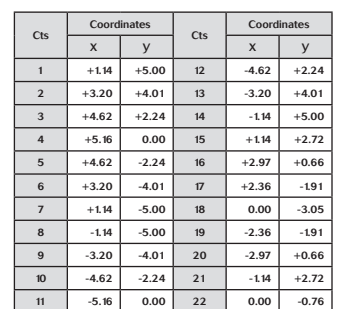 Cts Coordinates Cts Coordinates
X y X y
1 +1.14 +5.00 12 -4.62 +2.24
2 +3.20 +4.01 13 -3.20 +4.01
3 +4.62 +2.24 14 -1.14 +5.00
4 +5.16 0.00 15 +1.14 +2.72
5 +4.62 -2.24 16 +2.97 +0.66
6 +3.20 -4.01 17 +2.36 -1.91
7 +1.14 -5.00 18 0.00 -3.05
8 -1.14 -5.00 19 -2.36 -1.91
9 -3.20 -4.01 20 -2.97 +0.66
10 -4.62 -2.24 21 -1.14 +2.72
11 -5.16 0.00 22 0.00 -0.76